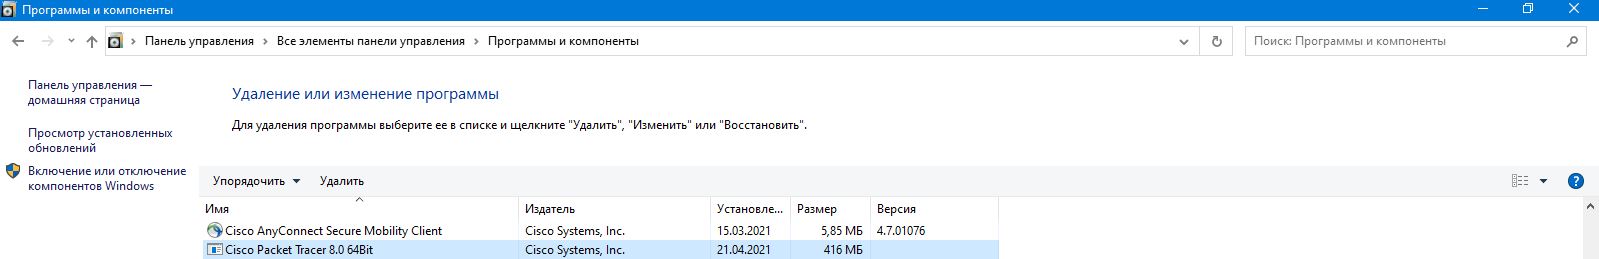 Программы и компоненты
Панель управления > Все элементы панели управления > Программы и компоненты
Поиск: Программы и компоненты
Панель управления —
домашняя страница
Просмотр установленных
обновлений
Включение или отключение
компонентов Windows
Удаление или изменение программы
Для удаления программы выберите ее в списке и щелкните "Удалить", "Изменить" или "Восстановить".
Упорядочить Удалить
Имя Издатель Установле... Размер Версия
Cisco AnyConnect Secure Mobility Client Cisco Systems, Inc. 15.03.2021 5,85 МБ 4.7.01076
Cisco Packet Tracer 8.0 64Bit Cisco Systems, Inc. 21.04.2021 416 МБ